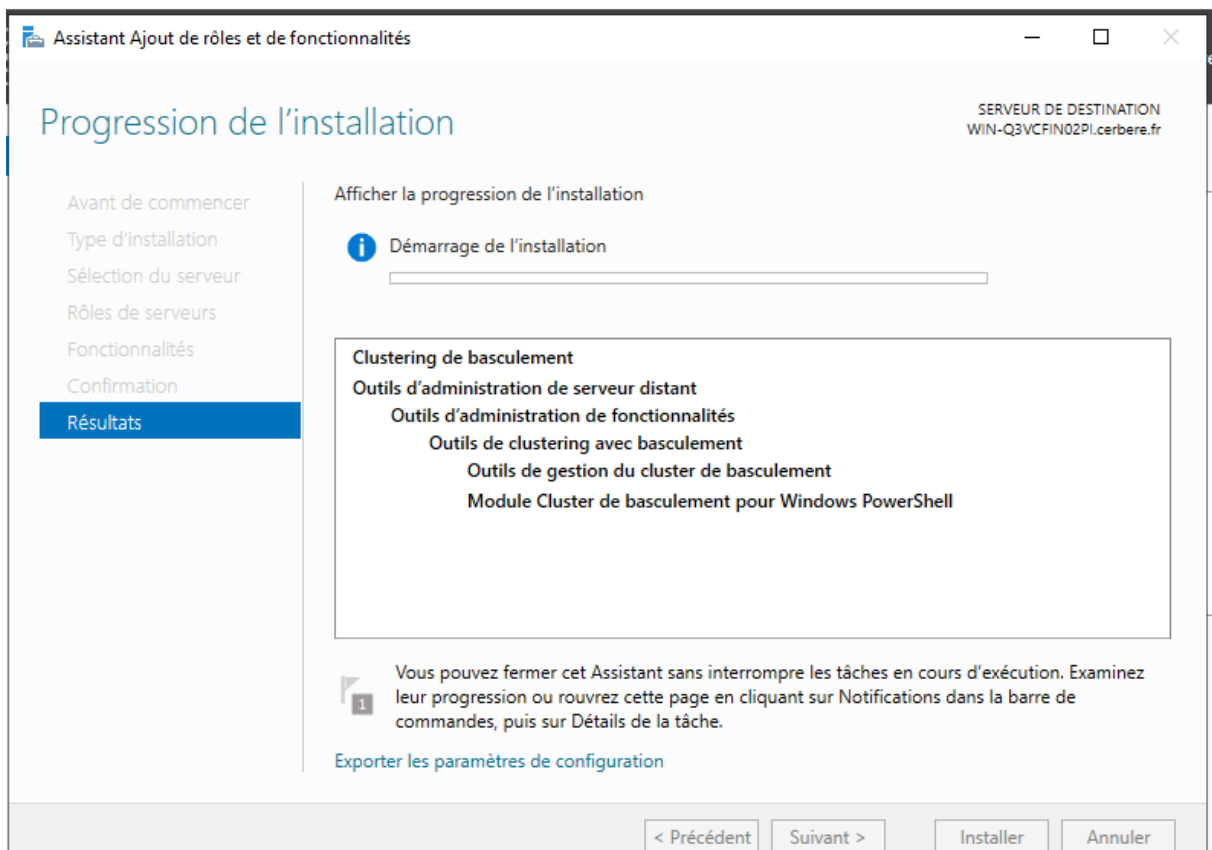 Assistant Ajout de rôles et de fonctionnalités
Progression de l'installation
SERVEUR DE DESTINATION
WIN-Q3VCFIN02PI.cerbere.fr
Avant de commencer
Type d'installation
Sélection du serveur
Rôles de serveurs
Fonctionnalités
Confirmation
Résultats
Afficher la progression de l'installation
Démarrage de l'installation
Clustering de basculement
Outils d'administration de serveur distant
Outils d'administration de fonctionnalités
Outils de clustering avec basculement
Outils de gestion du cluster de basculement
Module Cluster de basculement pour Windows PowerShell
1
Vous pouvez fermer cet Assistant sans interrompre les tâches en cours d'exécution. Examinez
leur progression ou rouvrez cette page en cliquant sur Notifications dans la barre de
commandes, puis sur Détails de la tâche.
Exporter les paramètres de configuration
< Précédent
Suivant >
Installer
Annuler